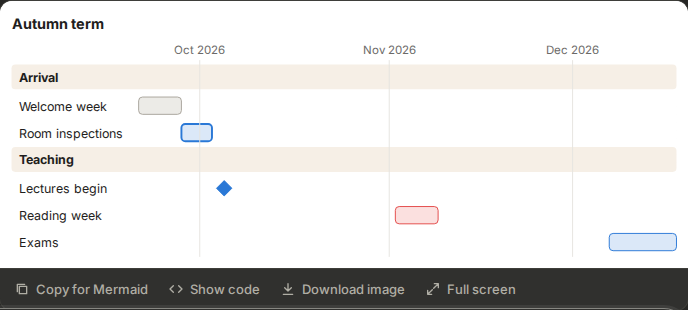 Autumn term
Oct 2026 Nov 2026 Dec 2026
Arrival
Welcome week
Room inspections
Teaching
Lectures begin
Reading week
Exams
Copy for Mermaid Show code Download image Full screen